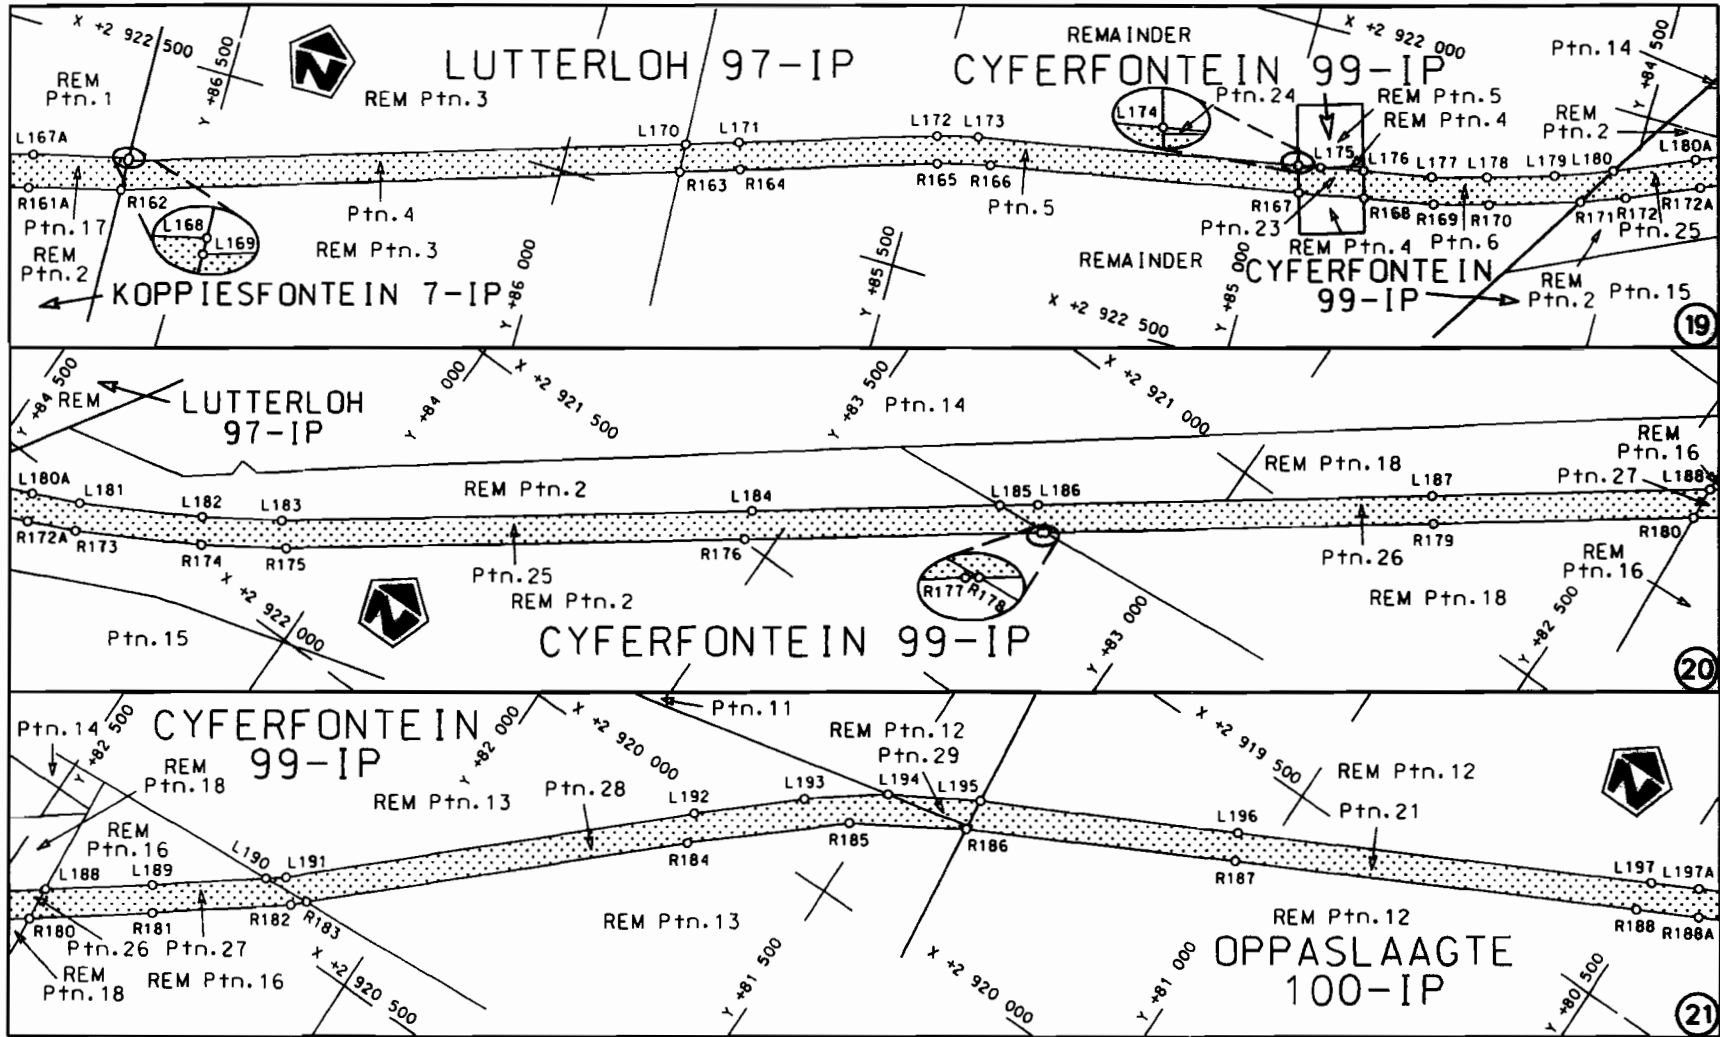 X +2 922 500
Y +86 500
REM
Ptn.1
LUTTERLOH 97-IP
REM Ptn.3
REMAINDER
CYFERFONTEIN 99-IP
X +2 922 000
Ptn.14
Y +84 500
L174
Ptn.24
REM Ptn.5
REM Ptn.4
REM
Ptn.2
L167A
L170
L171
L172
L173
L175
L176
L177
L178
L179
L180
L180A
R161A
R162
R163
R164
R165
R166
R167
R168
R169
R170
R171
R172
R172A
Ptn.17
Ptn.4
Ptn.5
Ptn.23
REM Ptn.4
Ptn.6
Ptn.25
L168
L169
REM
Ptn.2
REM Ptn.3
REMAINDER
KOPPIESFONTEIN 7-IP
Y +86 000
Y +85 500
X +2 922 500
Y +85 000
CYFERFONTEIN
99-IP
REM
Ptn.2
Ptn.15
19
Y +84 500
REM
LUTTERLOH
97-IP
Y +84 000
X +2 921 500
Y +83 500
Ptn.14
X +2 921 000
REM
Ptn.16
Ptn.27
REM Ptn.18
L180A
L181
L182
L183
REM Ptn.2
L184
L185
L186
L187
L188
R172A
R173
R174
R175
R176
R179
R180
Ptn.25
REM Ptn.2
R177
R178
Ptn.26
REM
Ptn.16
REM Ptn.18
X +2 922 000
Ptn.15
CYFERFONTEIN 99-IP
Y +83 000
Y +82 500
20
Ptn.14
Y +82 500
CYFERFONTEIN
99-IP
REM
Ptn.18
Y +82 000
X +2 920 000
Ptn.11
REM Ptn.12
Ptn.29
X +2 919 500
REM Ptn.12
REM Ptn.13
Ptn.28
Ptn.21
REM
Ptn.16
L188
L189
L190
L191
L192
L193
L194
L195
L196
L197
L197A
R180
R181
R182
R183
R184
R185
R186
R187
R188
R188A
Ptn.26
Ptn.27
REM
Ptn.18
REM Ptn.16
REM Ptn.13
REM Ptn.12
OPPASLAAGTE
100-IP
X +2 920 500
Y +81 500
X +2 920 000
Y +81 000
Y +80 500
21